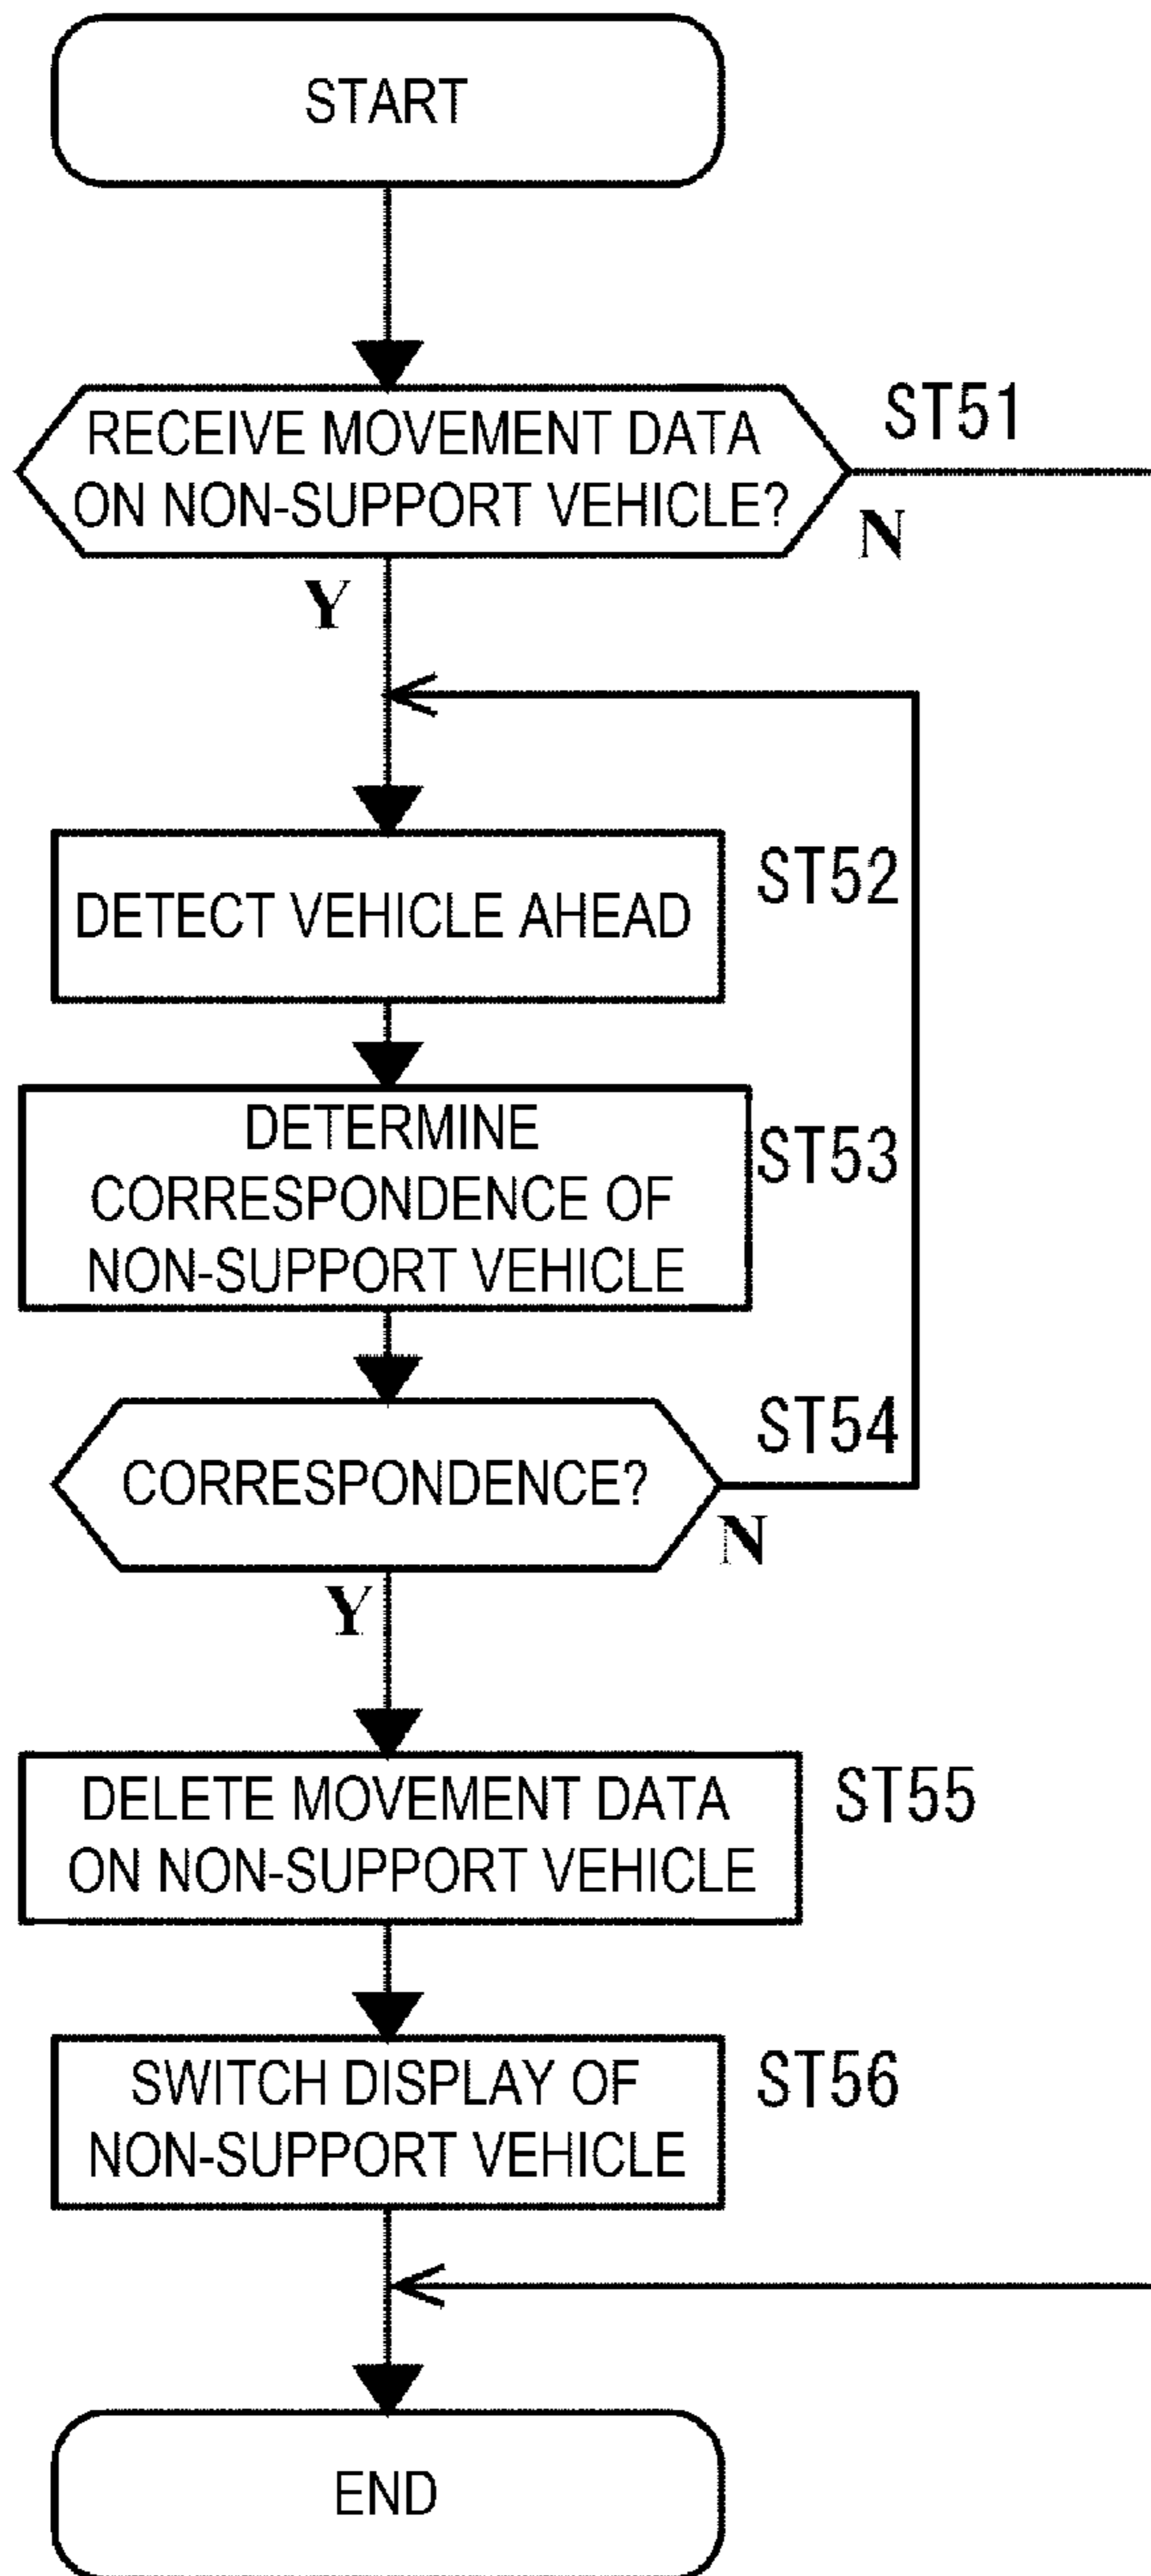 START
RECEIVE MOVEMENT DATA
ON NON-SUPPORT VEHICLE?
ST51
N
Y
DETECT VEHICLE AHEAD
ST52
DETERMINE
CORRESPONDENCE OF
NON-SUPPORT VEHICLE
ST53
CORRESPONDENCE?
ST54
N
Y
DELETE MOVEMENT DATA
ON NON-SUPPORT VEHICLE
ST55
SWITCH DISPLAY OF
NON-SUPPORT VEHICLE
ST56
END